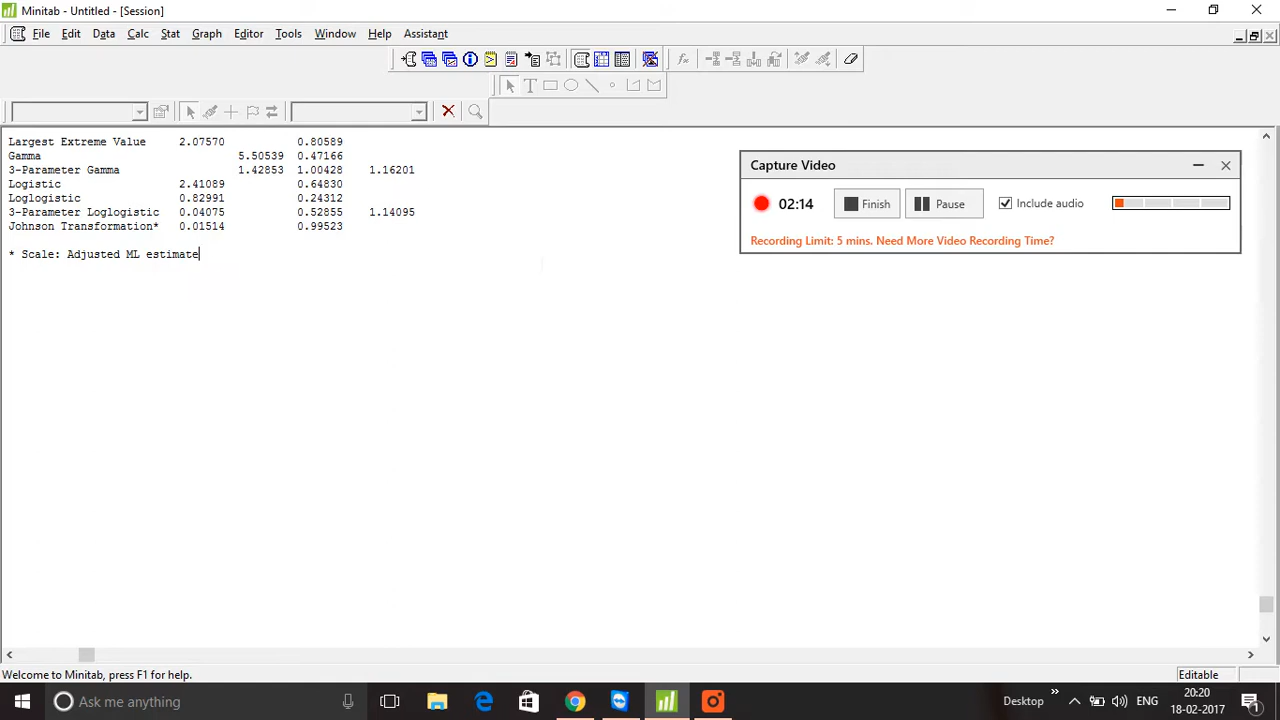 Minitab - Untitled - [Session]
File Edit Data Calc Stat Graph Editor Tools Window Help Assistant
Largest Extreme Value 2.07570 0.80589
Gamma 5.50539 0.47166
3-Parameter Gamma 1.42853 1.00428 1.16201
Logistic 2.41089 0.64830
Loglogistic 0.82991 0.24312
3-Parameter Loglogistic 0.04075 0.52855 1.14095
Johnson Transformation* 0.01514 0.99523
* Scale: Adjusted ML estimate
Capture Video
02:14 Finish Pause Include audio
Recording Limit: 5 mins. Need More Video Recording Time?
Welcome to Minitab, press F1 for help.
Editable
Ask me anything
Desktop
ENG
20:20
18-02-2017
1